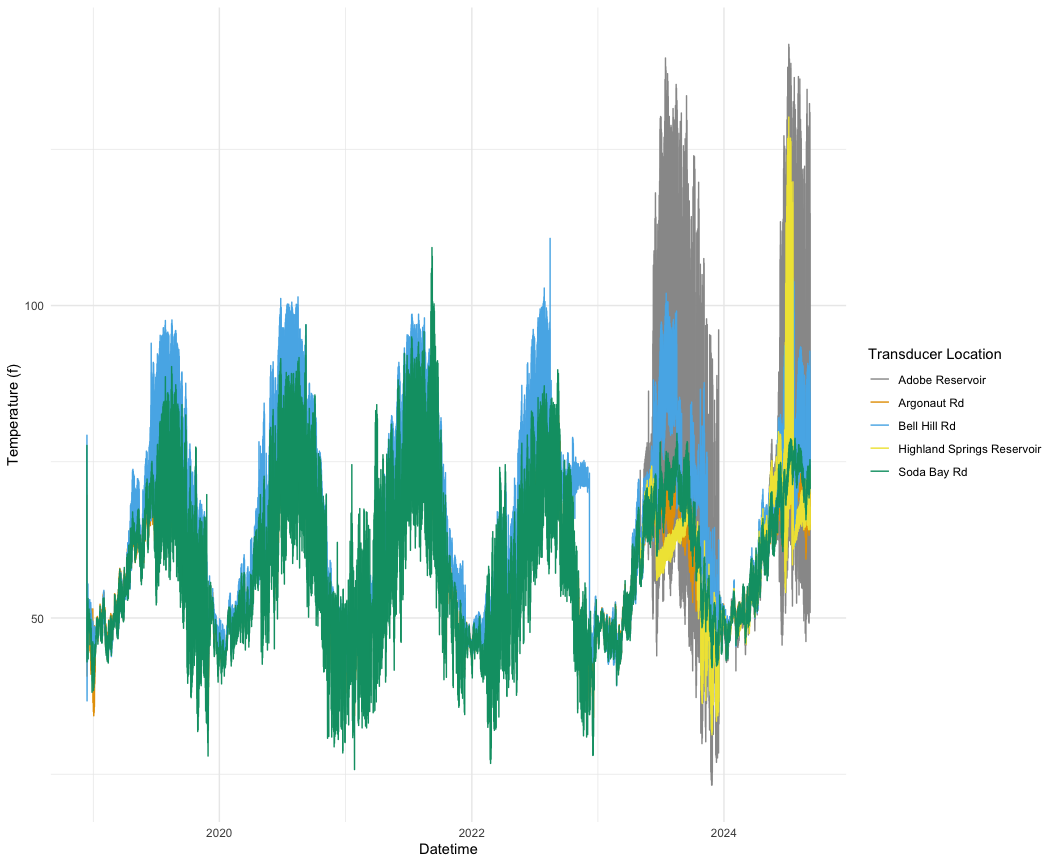 Temperature (f)
100
50
2020
2022
2024
Datetime
Transducer Location
Adobe Reservoir
Argonaut Rd
Bell Hill Rd
Highland Springs Reservoir
Soda Bay Rd